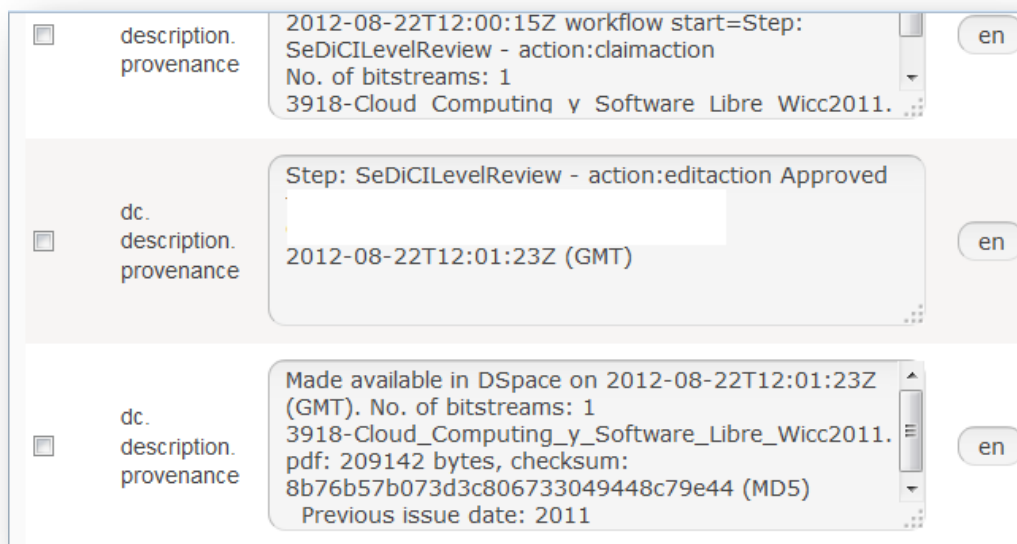 description.
provenance
2012-08-22T12:00:15Z workflow start=Step:
SeDiCILevelReview - action:claimaction
No. of bitstreams: 1
3918-Cloud_Computing_y_Software_Libre_Wicc2011.
en
dc.
description.
provenance
Step: SeDiCILevelReview - action:editaction Approved
2012-08-22T12:01:23Z (GMT)
en
dc.
description.
provenance
Made available in DSpace on 2012-08-22T12:01:23Z
(GMT). No. of bitstreams: 1
3918-Cloud_Computing_y_Software_Libre_Wicc2011.
pdf: 209142 bytes, checksum:
8b76b57b073d3c806733049448c79e44 (MD5)
Previous issue date: 2011
en